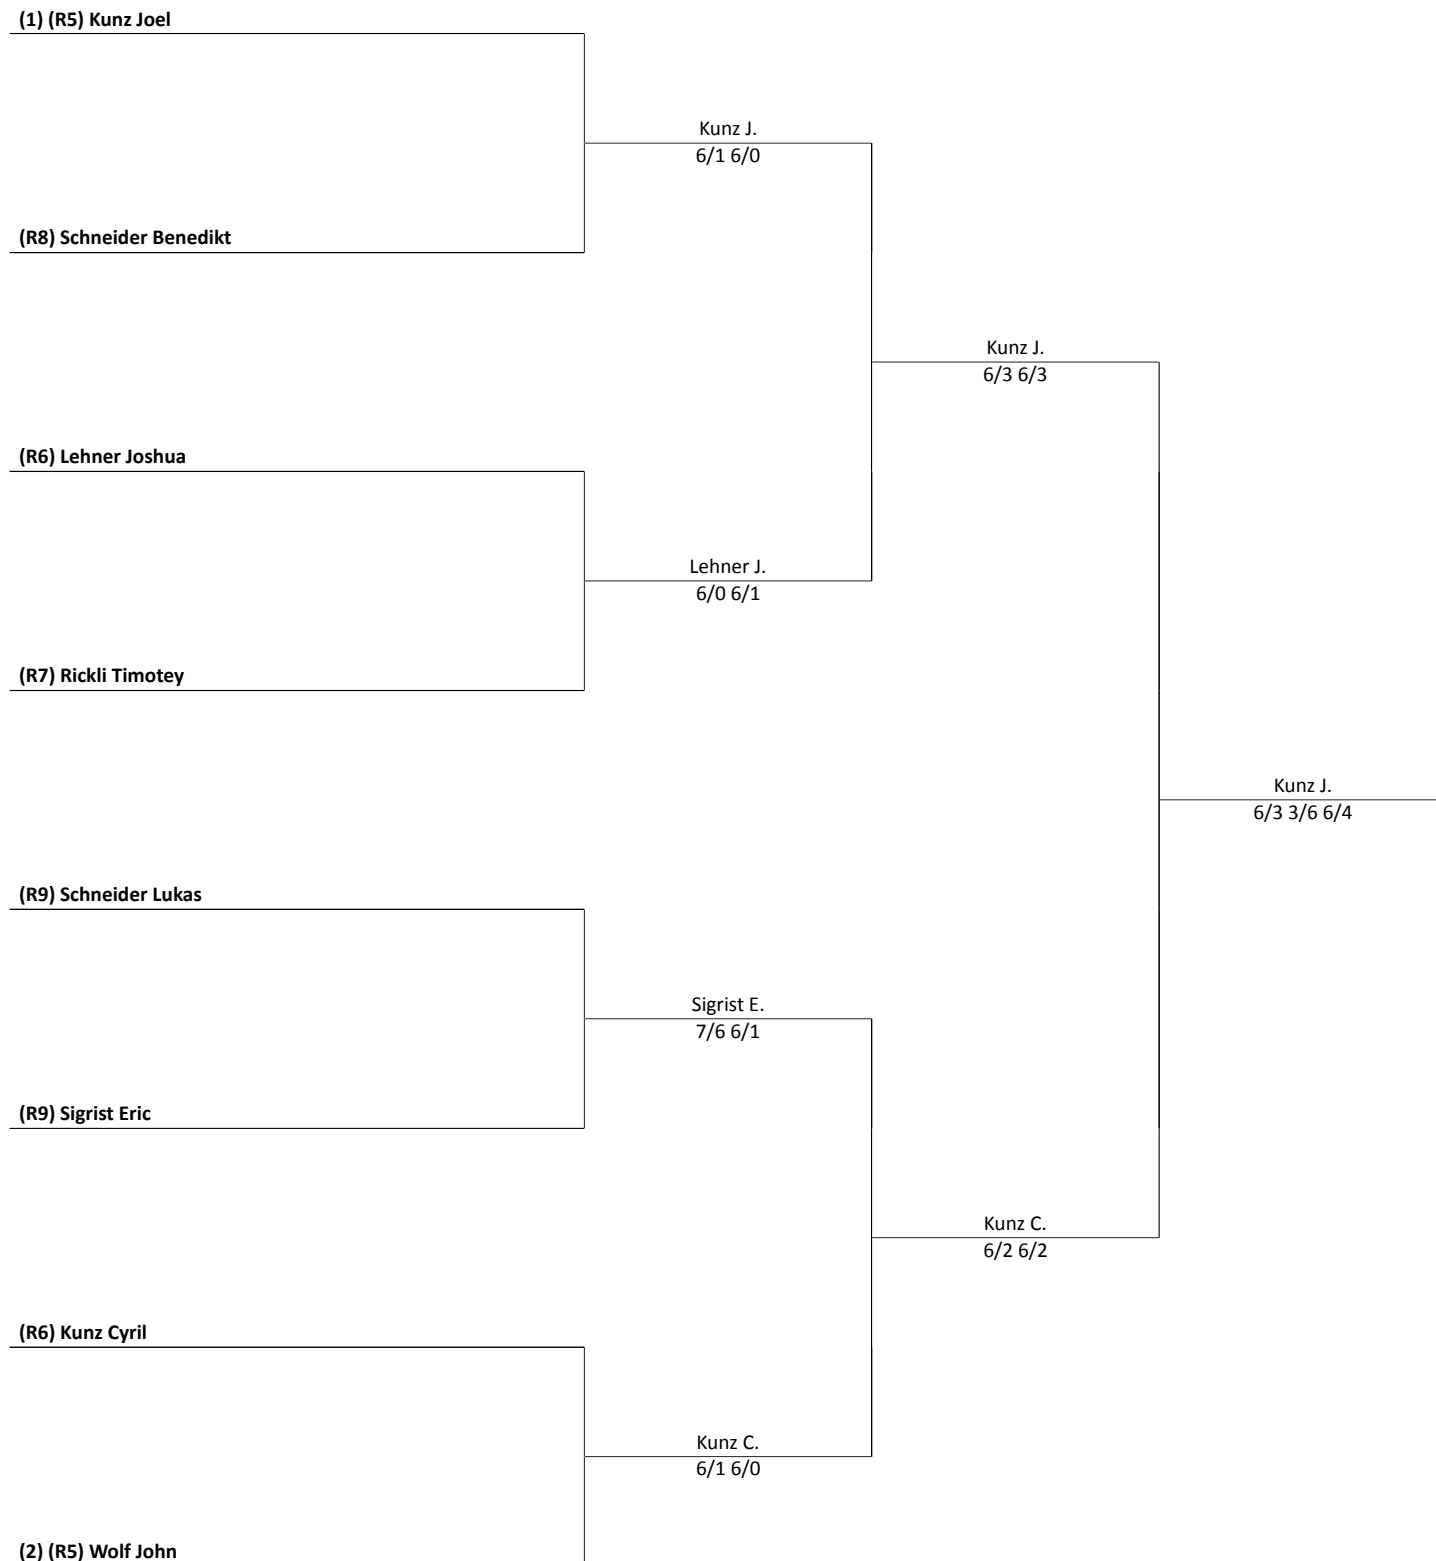 (1) (R5) Kunz Joel
Kunz J.
6/1 6/0
(R8) Schneider Benedikt
Kunz J.
6/3 6/3
(R6) Lehner Joshua
Lehner J.
6/0 6/1
(R7) Rickli Timotey
Kunz J.
6/3 3/6 6/4
(R9) Schneider Lukas
Sigrist E.
7/6 6/1
(R9) Sigrist Eric
Kunz C.
6/2 6/2
(R6) Kunz Cyril
Kunz C.
6/1 6/0
(2) (R5) Wolf John